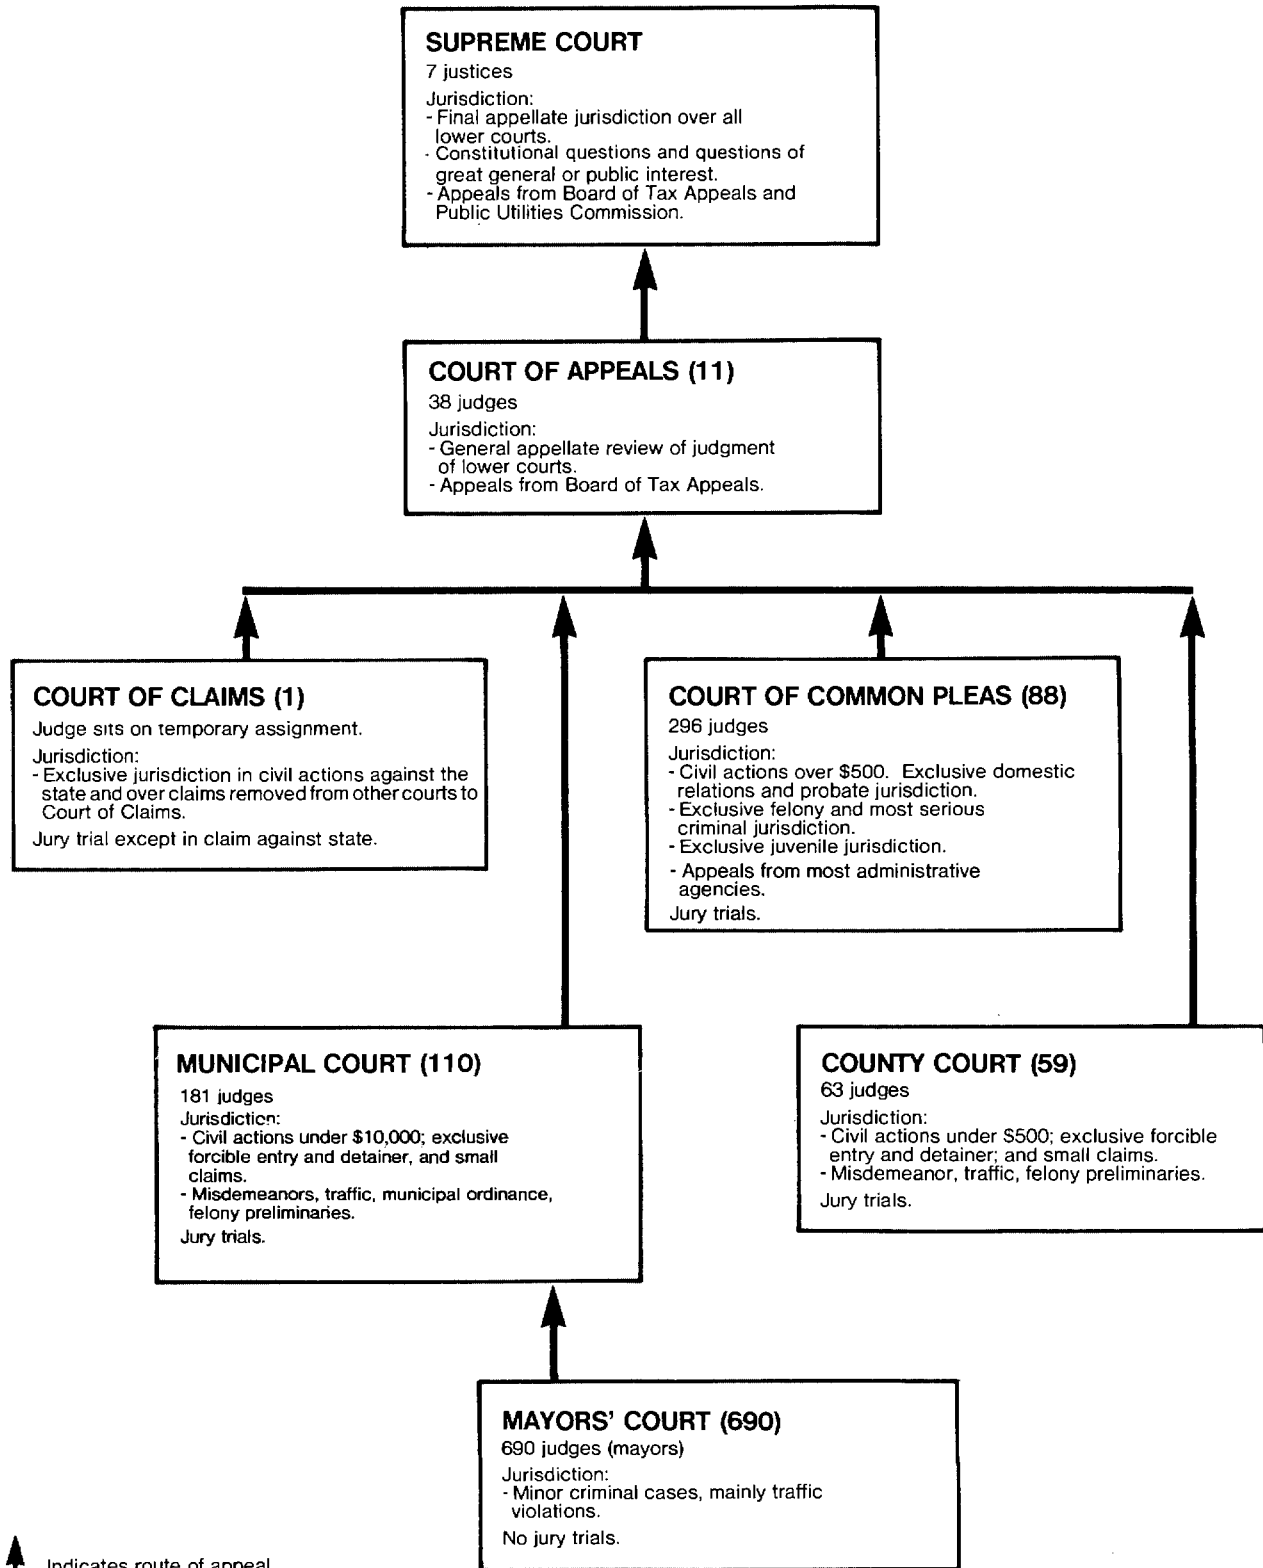 SUPREME COURT
7 justices
Jurisdiction:
- Final appellate jurisdiction over all
lower courts.
- Constitutional questions and questions of
great general or public interest.
- Appeals from Board of Tax Appeals and
Public Utilities Commission.
COURT OF APPEALS (11)
38 judges
Jurisdiction:
- General appellate review of judgment
of lower courts.
- Appeals from Board of Tax Appeals.
COURT OF CLAIMS (1)
Judge sits on temporary assignment.
Jurisdiction:
- Exclusive jurisdiction in civil actions against the
state and over claims removed from other courts to
Court of Claims.
Jury trial except in claim against state.
COURT OF COMMON PLEAS (88)
296 judges
Jurisdiction:
- Civil actions over $500. Exclusive domestic
relations and probate jurisdiction.
- Exclusive felony and most serious
criminal jurisdiction.
- Exclusive juvenile jurisdiction.
- Appeals from most administrative
agencies.
Jury trials.
MUNICIPAL COURT (110)
181 judges
Jurisdiction:
- Civil actions under $10,000; exclusive
forcible entry and detainer, and small
claims.
- Misdemeanors, traffic, municipal ordinance,
felony preliminaries.
Jury trials.
COUNTY COURT (59)
63 judges
Jurisdiction:
- Civil actions under $500; exclusive forcible
entry and detainer; and small claims.
- Misdemeanor, traffic, felony preliminaries.
Jury trials.
MAYORS' COURT (690)
690 judges (mayors)
Jurisdiction:
- Minor criminal cases, mainly traffic
violations.
No jury trials.
Indicates route of appeal